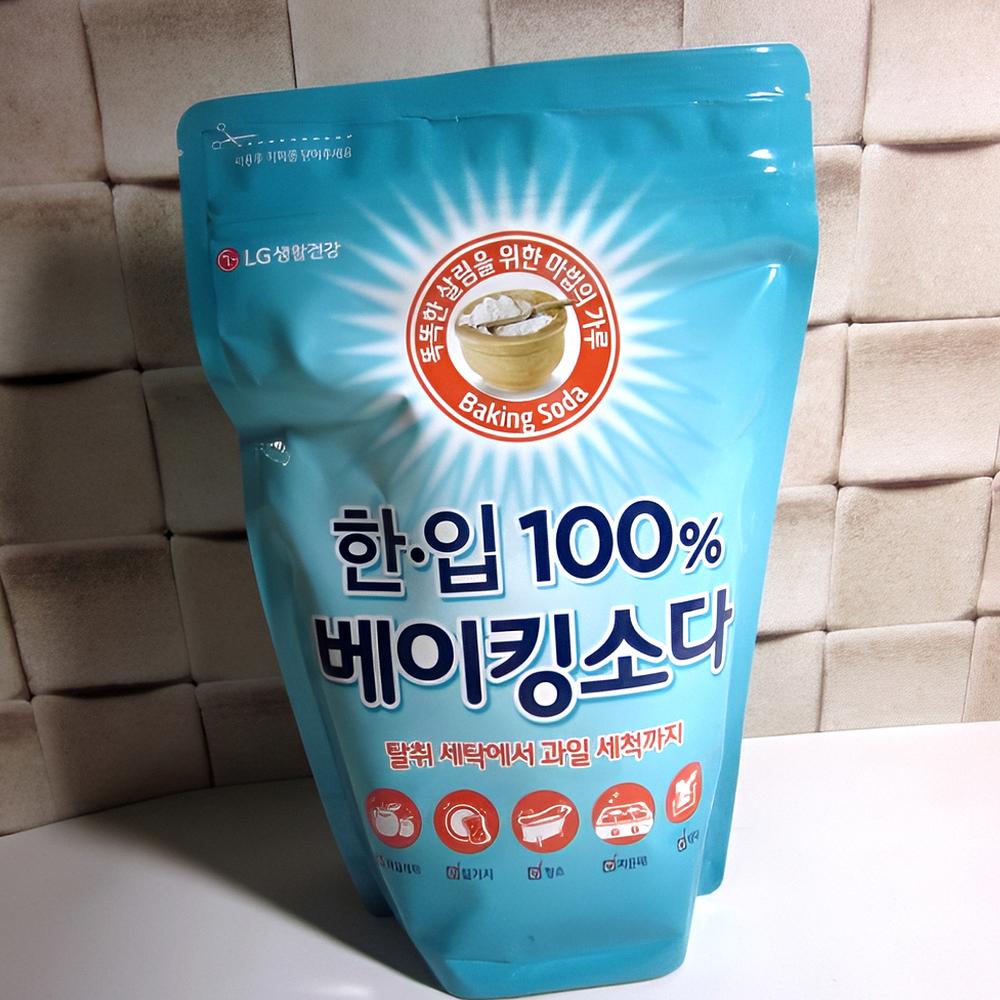 LG생활건강
똑똑한 살림을 위한 마법의 가루
Baking Soda
한·입 100%
베이킹소다
탈취 세탁에서 과일 세척까지
설거지